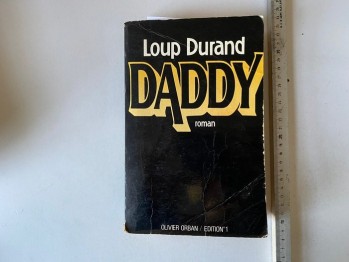 Loup Durand
DADDY
roman
OLIVIER ORBAN / EDITION°1